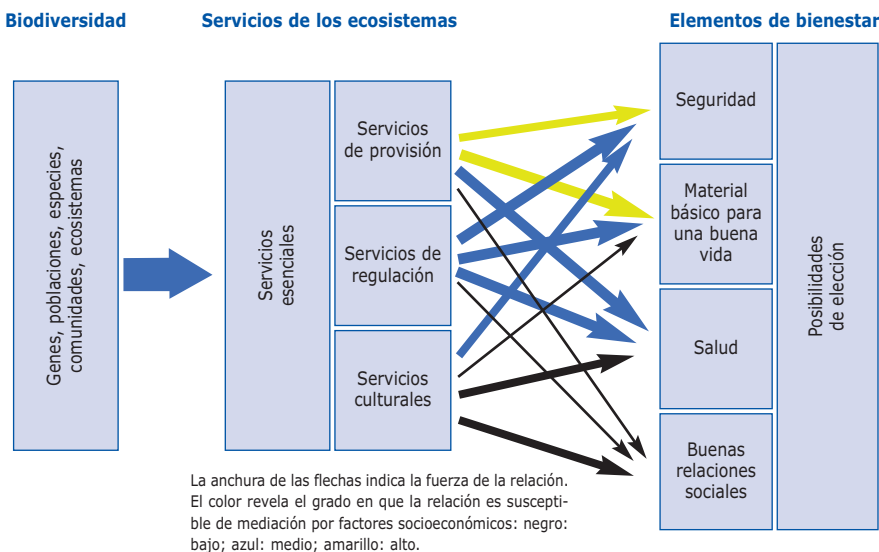 Biodiversidad
Servicios de los ecosistemas
Elementos de bienestar
Genes, poblaciones, especies,
comunidades, ecosistemas
Servicios
esenciales
Servicios
de provisión
Servicios de
regulación
Servicios
culturales
Seguridad
Material
básico para
una buena
vida
Salud
Buenas
relaciones
sociales
Posibilidades
de elección
La anchura de las flechas indica la fuerza de la relación.
El color revela el grado en que la relación es suscepti-
ble de mediación por factores socioeconómicos: negro:
bajo; azul: medio; amarillo: alto.